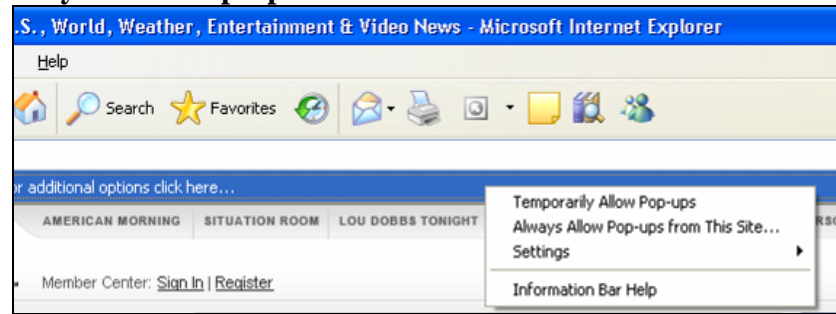 .S., World, Weather, Entertainment & Video News - Microsoft Internet Explorer
Help
Search Favorites
additional options click here...
Temporarily Allow Pop-ups
AMERICAN MORNING SITUATION ROOM LOU DOBBS TONIGHT
Always Allow Pop-ups from This Site...
Settings
Member Center: Sign In | Register
Information Bar Help